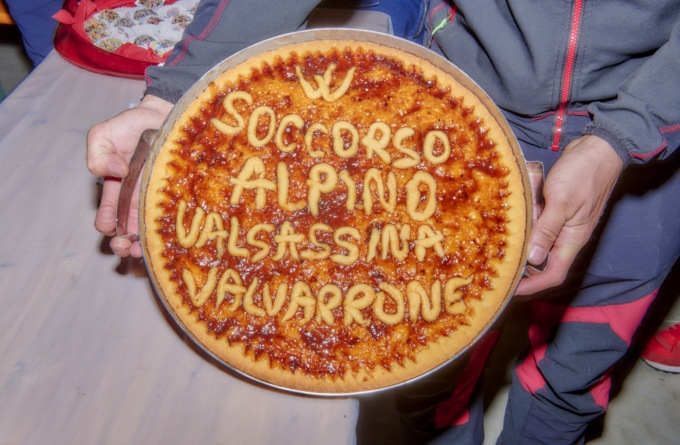 W
SOCCORSO
ALPINO
VALSASSINA
VALVARRONE